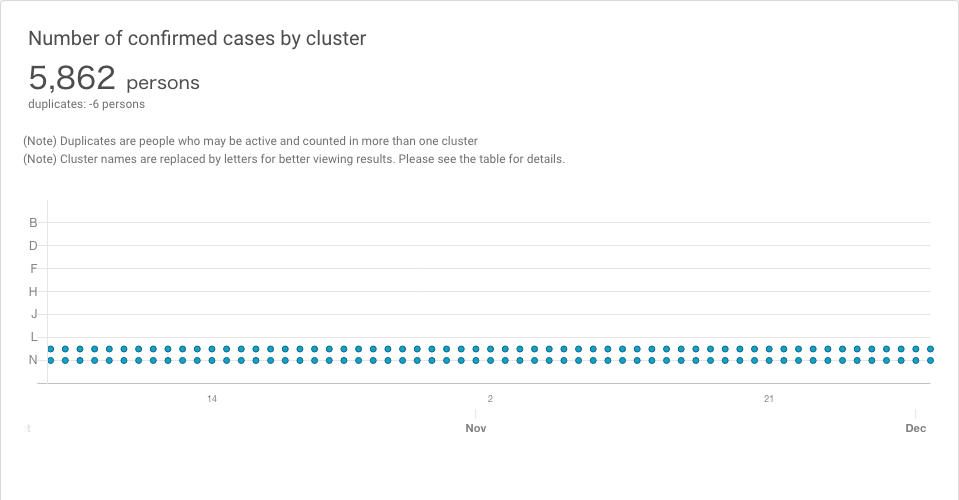 Number of confirmed cases by cluster
5,862 persons
duplicates: -6 persons
(Note) Duplicates are people who may be active and counted in more than one cluster
(Note) Cluster names are replaced by letters for better viewing results. Please see the table for details.
B
D
F
H
J
L
N
14 2 21
t Nov Dec